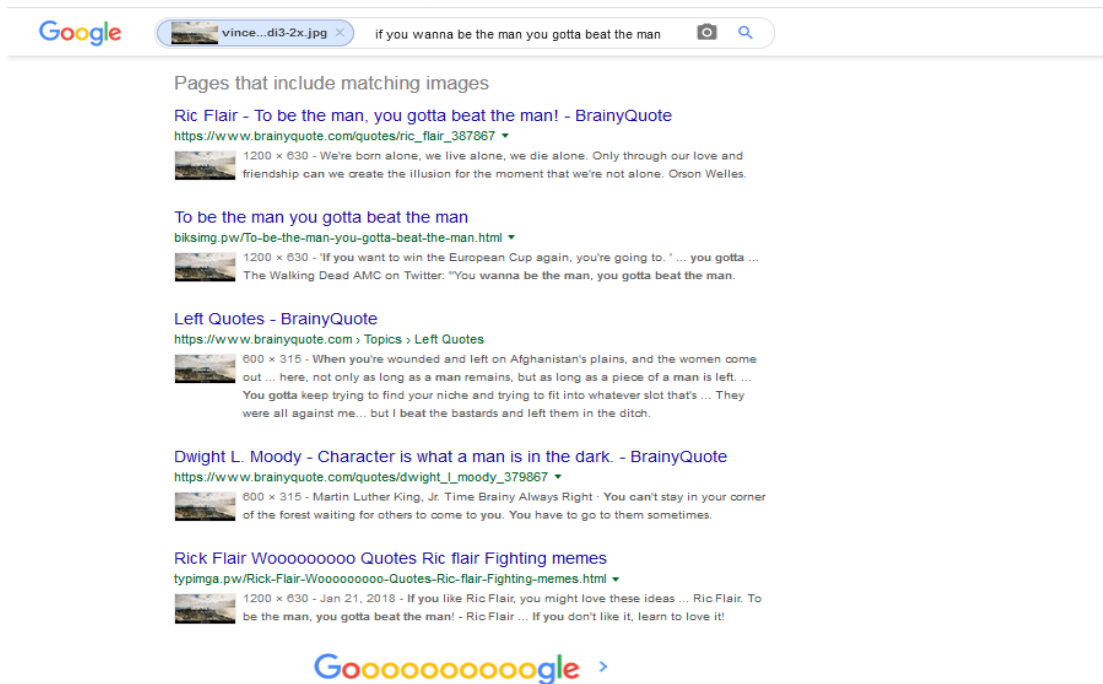 Google
vince...di3-2x.jpg ×
if you wanna be the man you gotta beat the man
Pages that include matching images
Ric Flair - To be the man, you gotta beat the man! - BrainyQuote
https://www.brainyquote.com/quotes/ric_flair_387867
1200 × 630 - We're born alone, we live alone, we die alone. Only through our love and
friendship can we create the illusion for the moment that we're not alone. Orson Welles.
To be the man you gotta beat the man
biksimg.pw/To-be-the-man-you-gotta-beat-the-man.html
1200 × 630 - 'If you want to win the European Cup again, you're going to. ' ... you gotta ...
The Walking Dead AMC on Twitter: "You wanna be the man, you gotta beat the man.
Left Quotes - BrainyQuote
https://www.brainyquote.com › Topics › Left Quotes
600 × 315 - When you're wounded and left on Afghanistan's plains, and the women come
out ... here, not only as long as a man remains, but as long as a piece of a man is left. ...
You gotta keep trying to find your niche and trying to fit into whatever slot that's ... They
were all against me... but I beat the bastards and left them in the ditch.
Dwight L. Moody - Character is what a man is in the dark. - BrainyQuote
https://www.brainyquote.com/quotes/dwight_l_moody_379867
600 × 315 - Martin Luther King, Jr. Time Brainy Always Right · You can't stay in your corner
of the forest waiting for others to come to you. You have to go to them sometimes.
Rick Flair Wooooooooo Quotes Ric flair Fighting memes
typimga.pw/Rick-Flair-Wooooooooo-Quotes-Ric-flair-Fighting-memes.html
1200 × 630 - Jan 21, 2018 - If you like Ric Flair, you might love these ideas ... Ric Flair. To
be the man, you gotta beat the man! - Ric Flair ... If you don't like it, learn to love it!
Goooooooooogle >